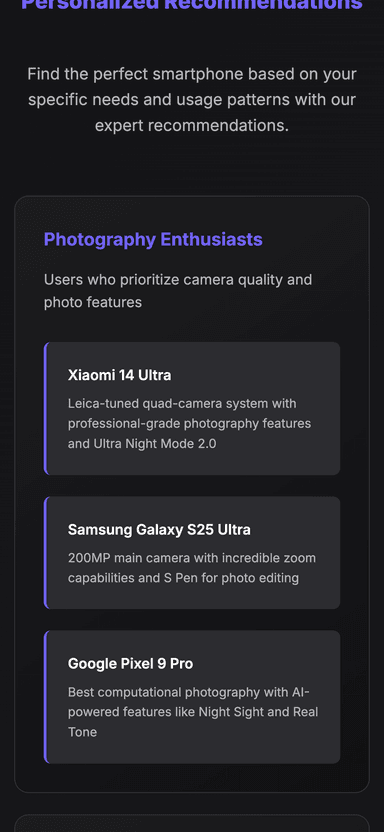 Personalized Recommendations
Find the perfect smartphone based on your
specific needs and usage patterns with our
expert recommendations.
Photography Enthusiasts
Users who prioritize camera quality and
photo features
Xiaomi 14 Ultra
Leica-tuned quad-camera system with
professional-grade photography features
and Ultra Night Mode 2.0
Samsung Galaxy S25 Ultra
200MP main camera with incredible zoom
capabilities and S Pen for photo editing
Google Pixel 9 Pro
Best computational photography with AI-
powered features like Night Sight and Real
Tone